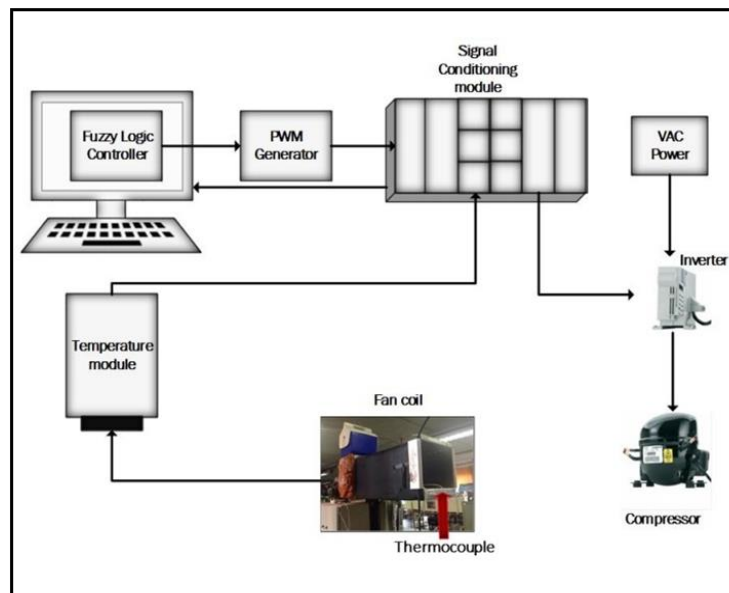 Signal
Conditioning
module
Fuzzy Logic
Controller
PWM
Generator
VAC
Power
Inverter
Temperature
module
Fan coil
Thermocouple
Compressor